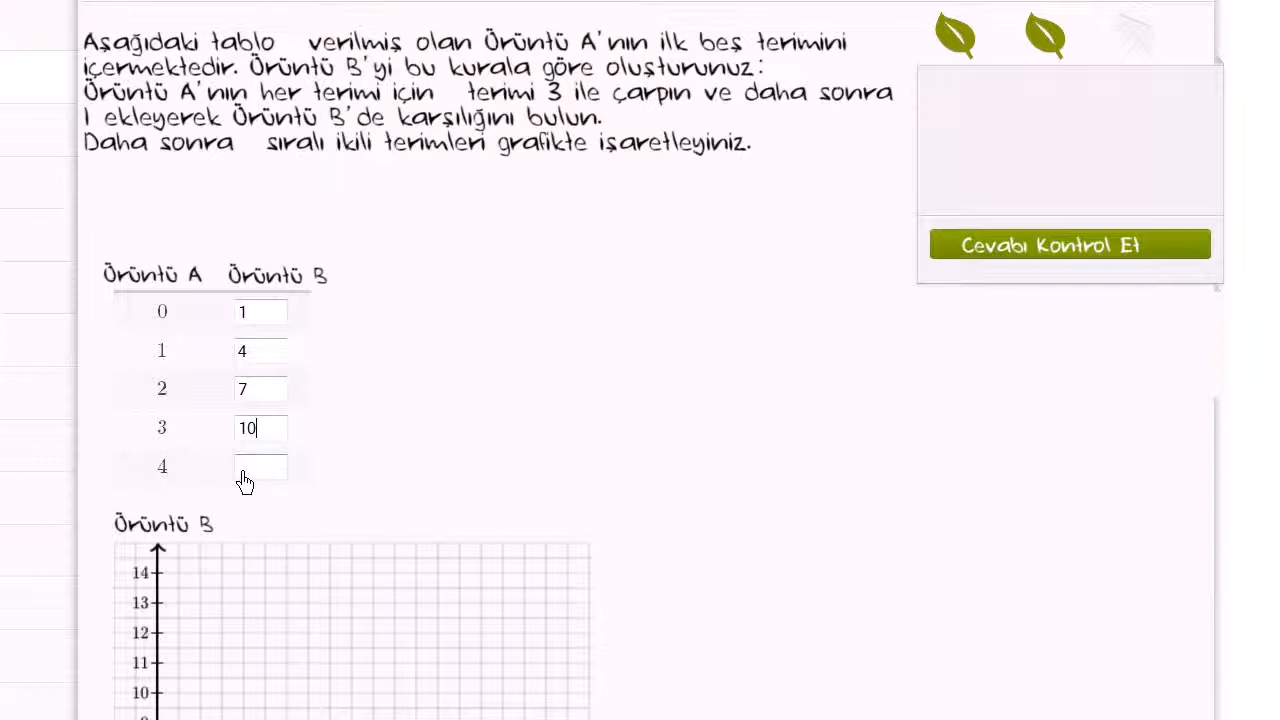 Aşağıdaki tablo verilmiş olan Örüntü A'nın ilk beş terimini
içermektedir. Örüntü B'yi bu kurala göre oluşturunuz:
Örüntü A'nın her terimi için terimi 3 ile çarpın ve daha sonra
1 ekleyerek Örüntü B'de karşılığını bulun.
Daha sonra sıralı ikili terimleri grafikte işaretleyiniz.
Cevabı Kontrol Et
Örüntü A Örüntü B
0 1
1 4
2 7
3 10
4
Örüntü B
14
13
12
11
10